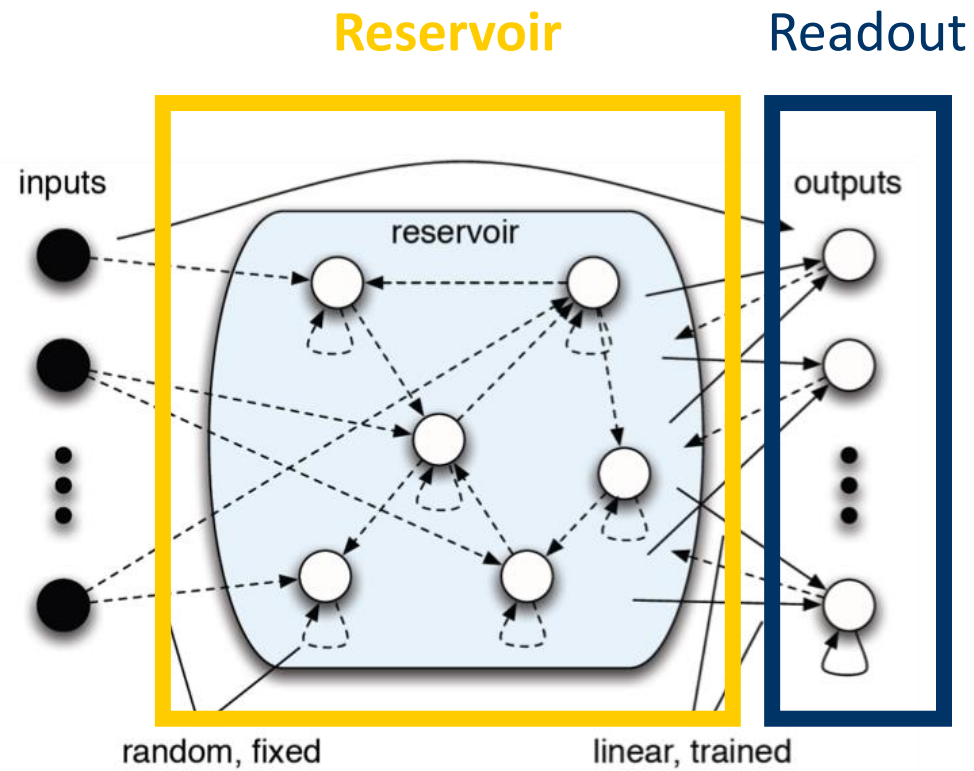 Reservoir
Readout
inputs
outputs
reservoir
random, fixed
linear, trained